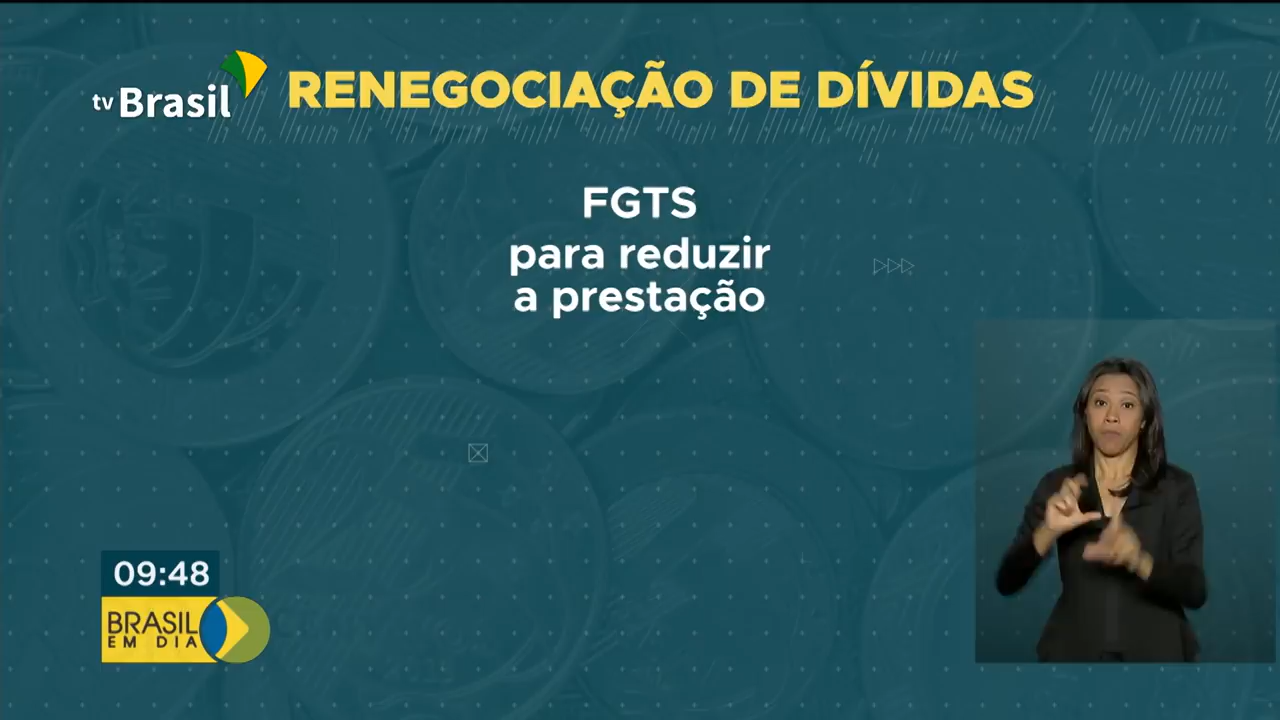 tv Brasil
RENEGOCIAÇÃO DE DÍVIDAS
FGTS
para reduzir
a prestação
09:48
BRASIL
EM DIA